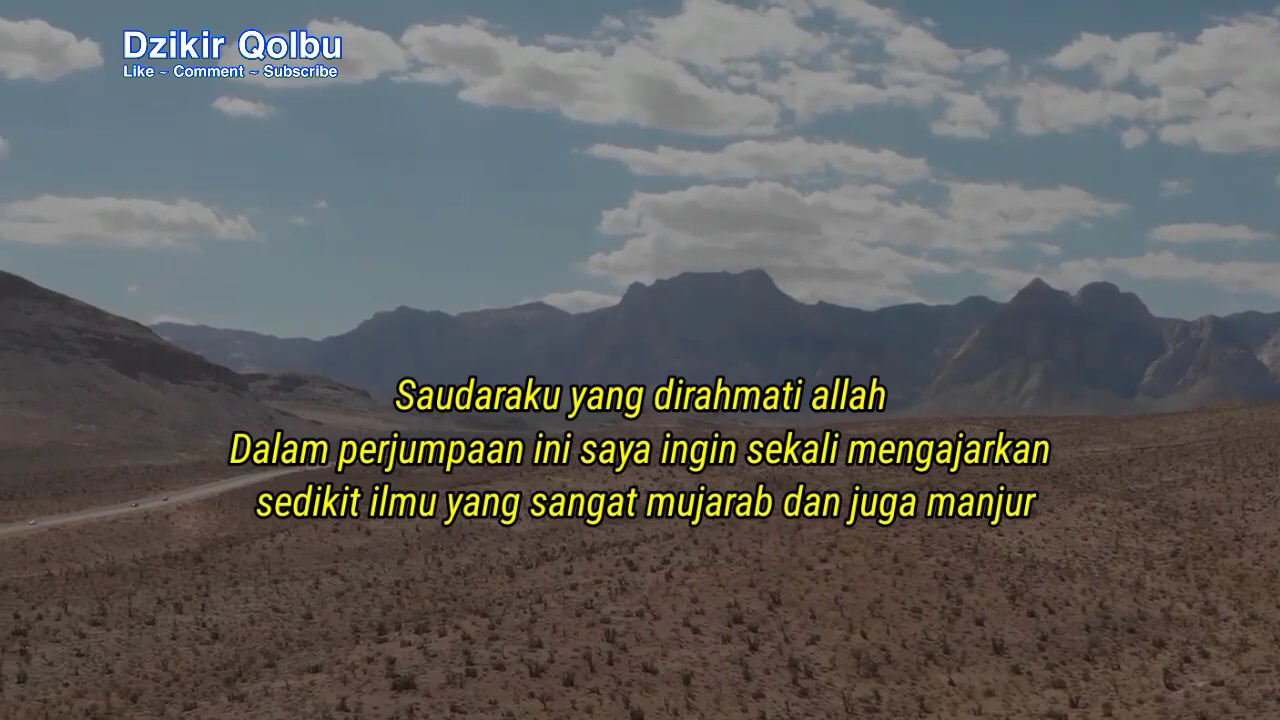 Dzikir Qolbu
Like ~ Comment ~ Subscribe
Saudaraku yang dirahmati allah
Dalam perjumpaan ini saya ingin sekali mengajarkan
sedikit ilmu yang sangat mujarab dan juga manjur